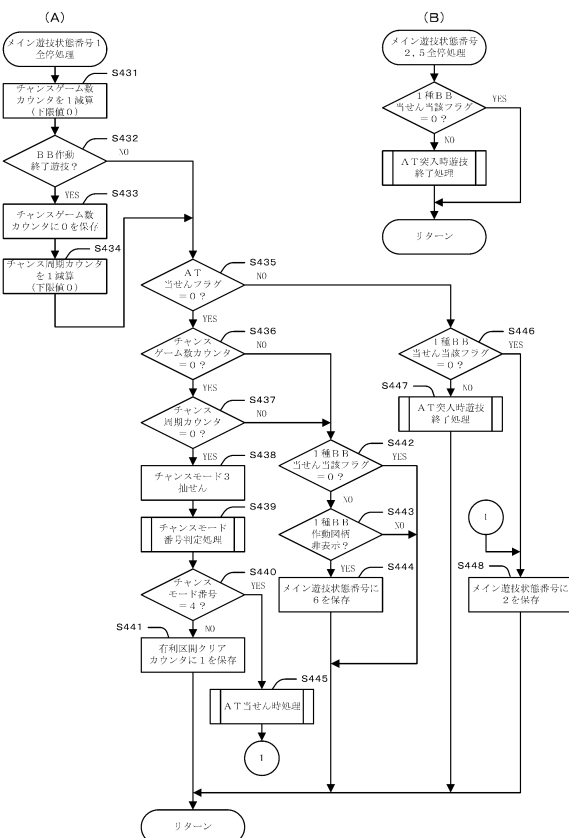 (A)
メイン遊技状態番号1
全停処理
S431
チャンスゲーム数
カウンタを1減算
(下限値0)
S432
BB作動
終了遊技?
NO
YES
S433
チャンスゲーム数
カウンタに0を保存
S434
チャンス周期カウンタ
を1減算
(下限値0)
S435
AT
当せんフラグ
=0?
NO
YES
S436
チャンス
ゲーム数カウンタ
=0?
NO
YES
S437
チャンス
周期カウンタ
=0?
NO
YES
S438
チャンスモード3
抽せん
S439
チャンスモード
番号判定処理
S440
チャンス
モード番号
=4?
YES
NO
S441
有利区間クリア
カウンタに1を保存
S442
1種BB
当せん当該フラグ
=0?
YES
NO
S443
1種BB
作動図柄
非表示?
NO
YES
S444
メイン遊技状態番号に
6を保存
S445
AT当せん時処理
1
S446
1種BB
当せん当該フラグ
=0?
YES
NO
S447
AT突入時遊技
終了処理
1
S448
メイン遊技状態番号に
2を保存
リターン
(B)
メイン遊技状態番号
2,5全停処理
1種BB
当せん当該フラグ
=0?
YES
NO
AT突入時遊技
終了処理
リターン